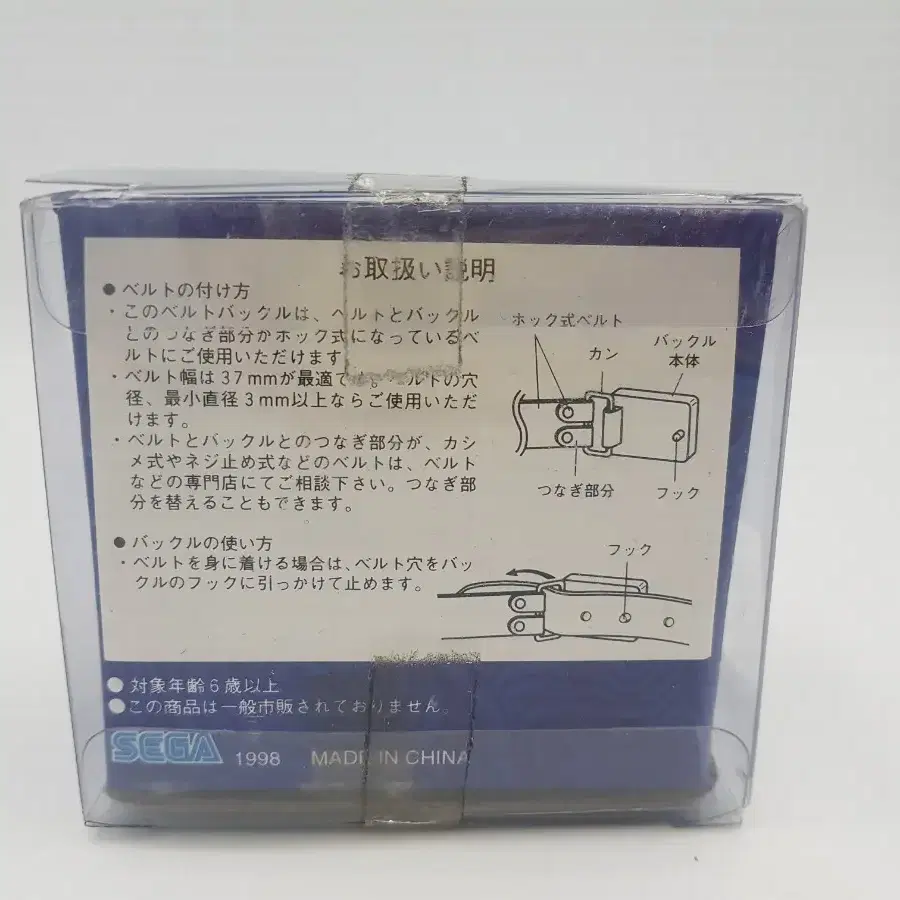 お取扱い説明
● ベルトの付け方
・このベルトバックルは、ベルトとバックル
とのつなぎ部分がホック式になっているベ
ルトにご使用いただけます。
・ベルト幅は37mmが最適です。ベルトの穴
径、最小直径3mm以上ならご使用いただ
けます。
・ベルトとバックルとのつなぎ部分が、カシ
メ式やネジ止め式などのベルトは、ベルト
などの専門店にてご相談下さい。つなぎ部
分を替えることもできます。
ホック式ベルト
カン
バックル
本体
つなぎ部分
フック
● バックルの使い方
・ベルトを身に着ける場合は、ベルト穴をバッ
クルのフックに引っかけて止めます。
フック
● 対象年齢6歳以上
●この商品は一般市販されておりません。
SEGA 1998 MADE IN CHINA